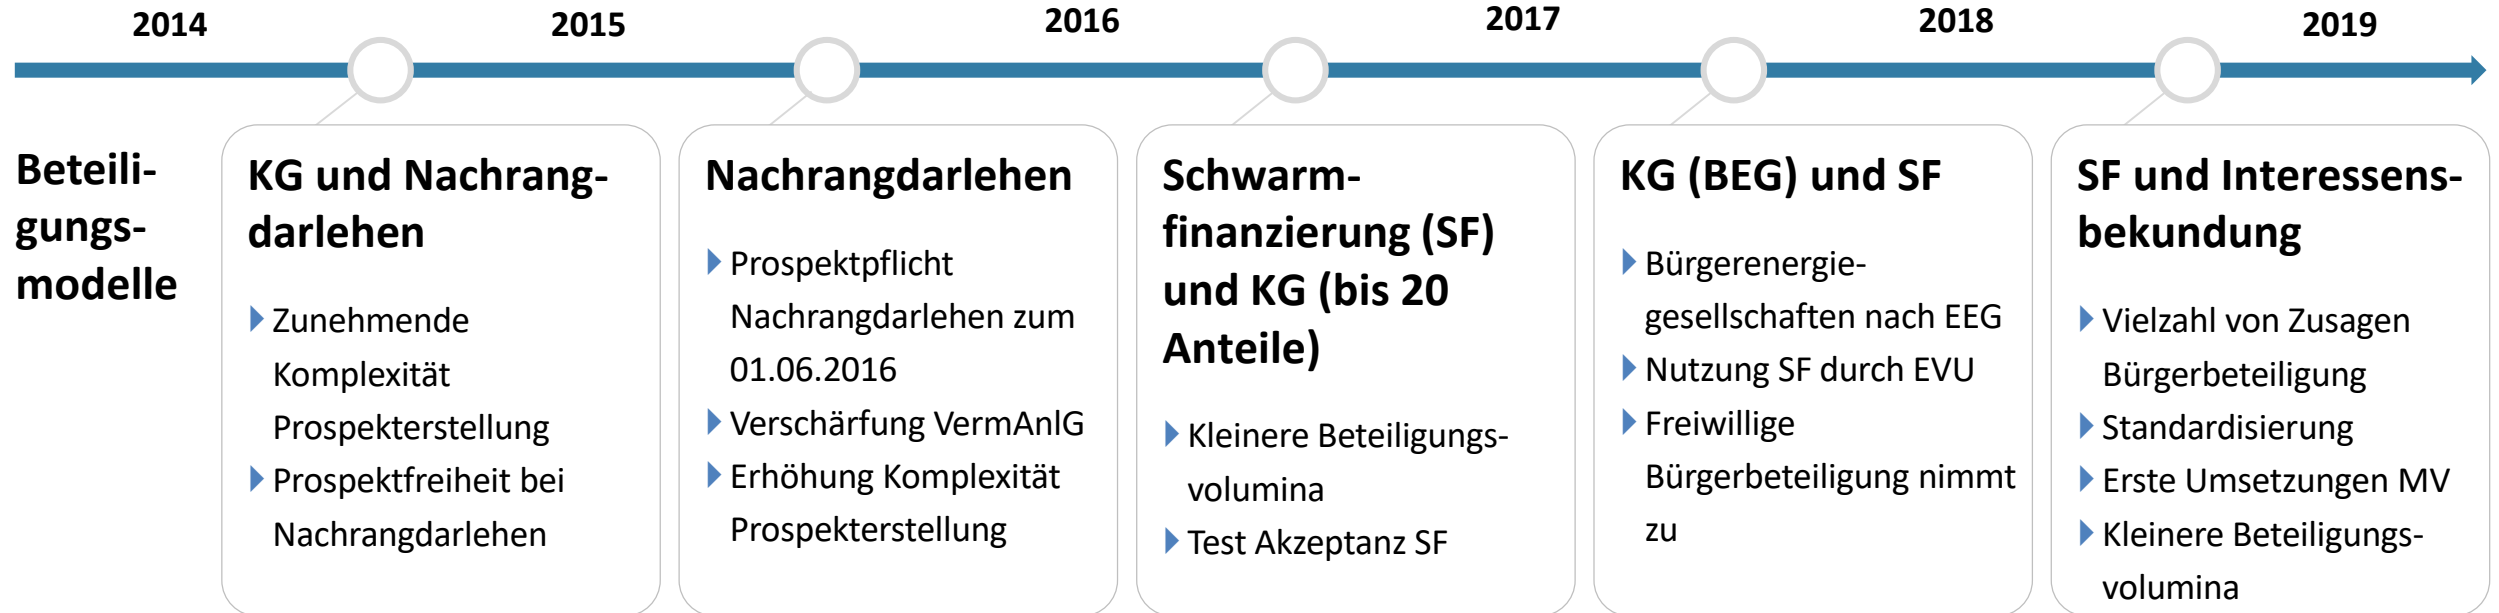 2014
2015
2016
2017
2018
2019
Beteili-
gungs-
modelle
KG und Nachrang-
darlehen
Zunehmende
Komplexität
Prospekterstellung
Prospektfreiheit bei
Nachrangdarlehen
Nachrangdarlehen
Prospektpflicht
Nachrangdarlehen zum
01.06.2016
Verschärfung VermAnlG
Erhöhung Komplexität
Prospekterstellung
Schwarm-
finanzierung (SF)
und KG (bis 20
Anteile)
Kleinere Beteiligungs-
volumina
Test Akzeptanz SF
KG (BEG) und SF
Bürgerenergie-
gesellschaften nach EEG
Nutzung SF durch EVU
Freiwillige
Bürgerbeteiligung nimmt
zu
SF und Interessens-
bekundung
Vielzahl von Zusagen
Bürgerbeteiligung
Standardisierung
Erste Umsetzungen MV
Kleinere Beteiligungs-
volumina